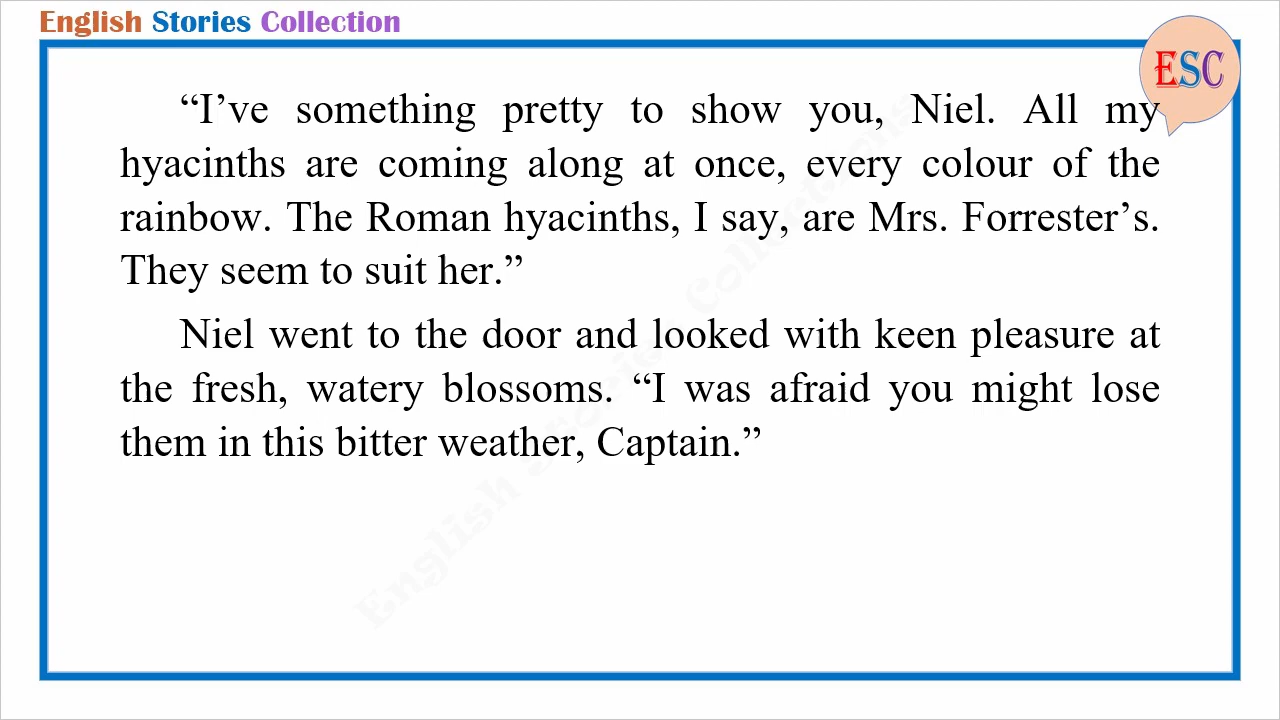 English Stories Collection
ESC
“I’ve something pretty to show you, Niel. All my
hyacinths are coming along at once, every colour of the
rainbow. The Roman hyacinths, I say, are Mrs. Forrester’s.
They seem to suit her.”
Niel went to the door and looked with keen pleasure at
the fresh, watery blossoms. “I was afraid you might lose
them in this bitter weather, Captain.”
English Stories Collections